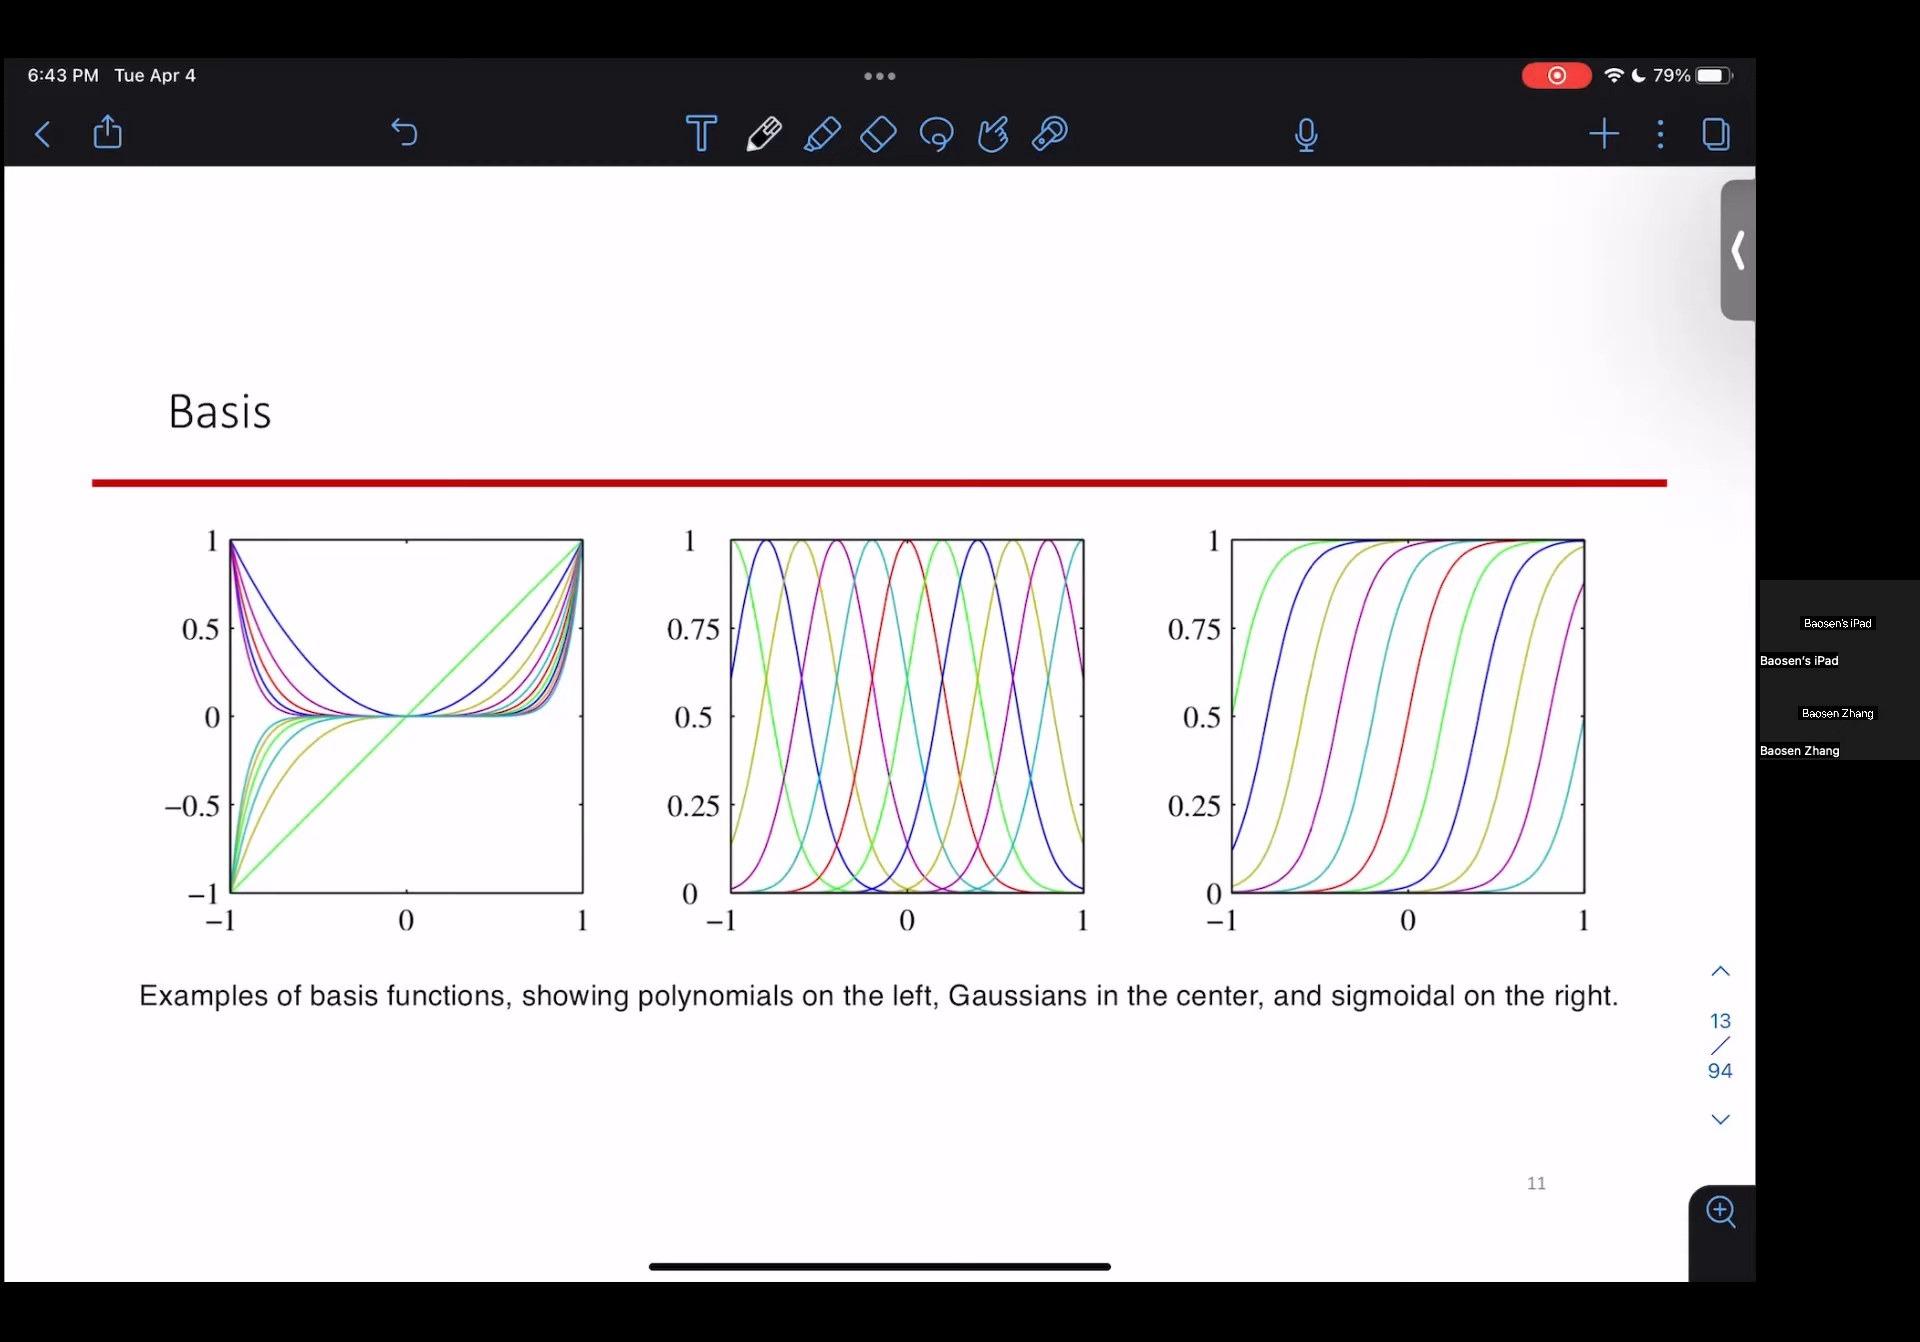 6:43 PM Tue Apr 4
79%
Basis
1
0.5
0
−0.5
−1
−1 0 1
1
0.75
0.5
0.25
0
−1 0 1
1
0.75
0.5
0.25
0
−1 0 1
Examples of basis functions, showing polynomials on the left, Gaussians in the center, and sigmoidal on the right.
13
/
94
11
Baosen's iPad
Baosen's iPad
Baosen Zhang
Baosen Zhang